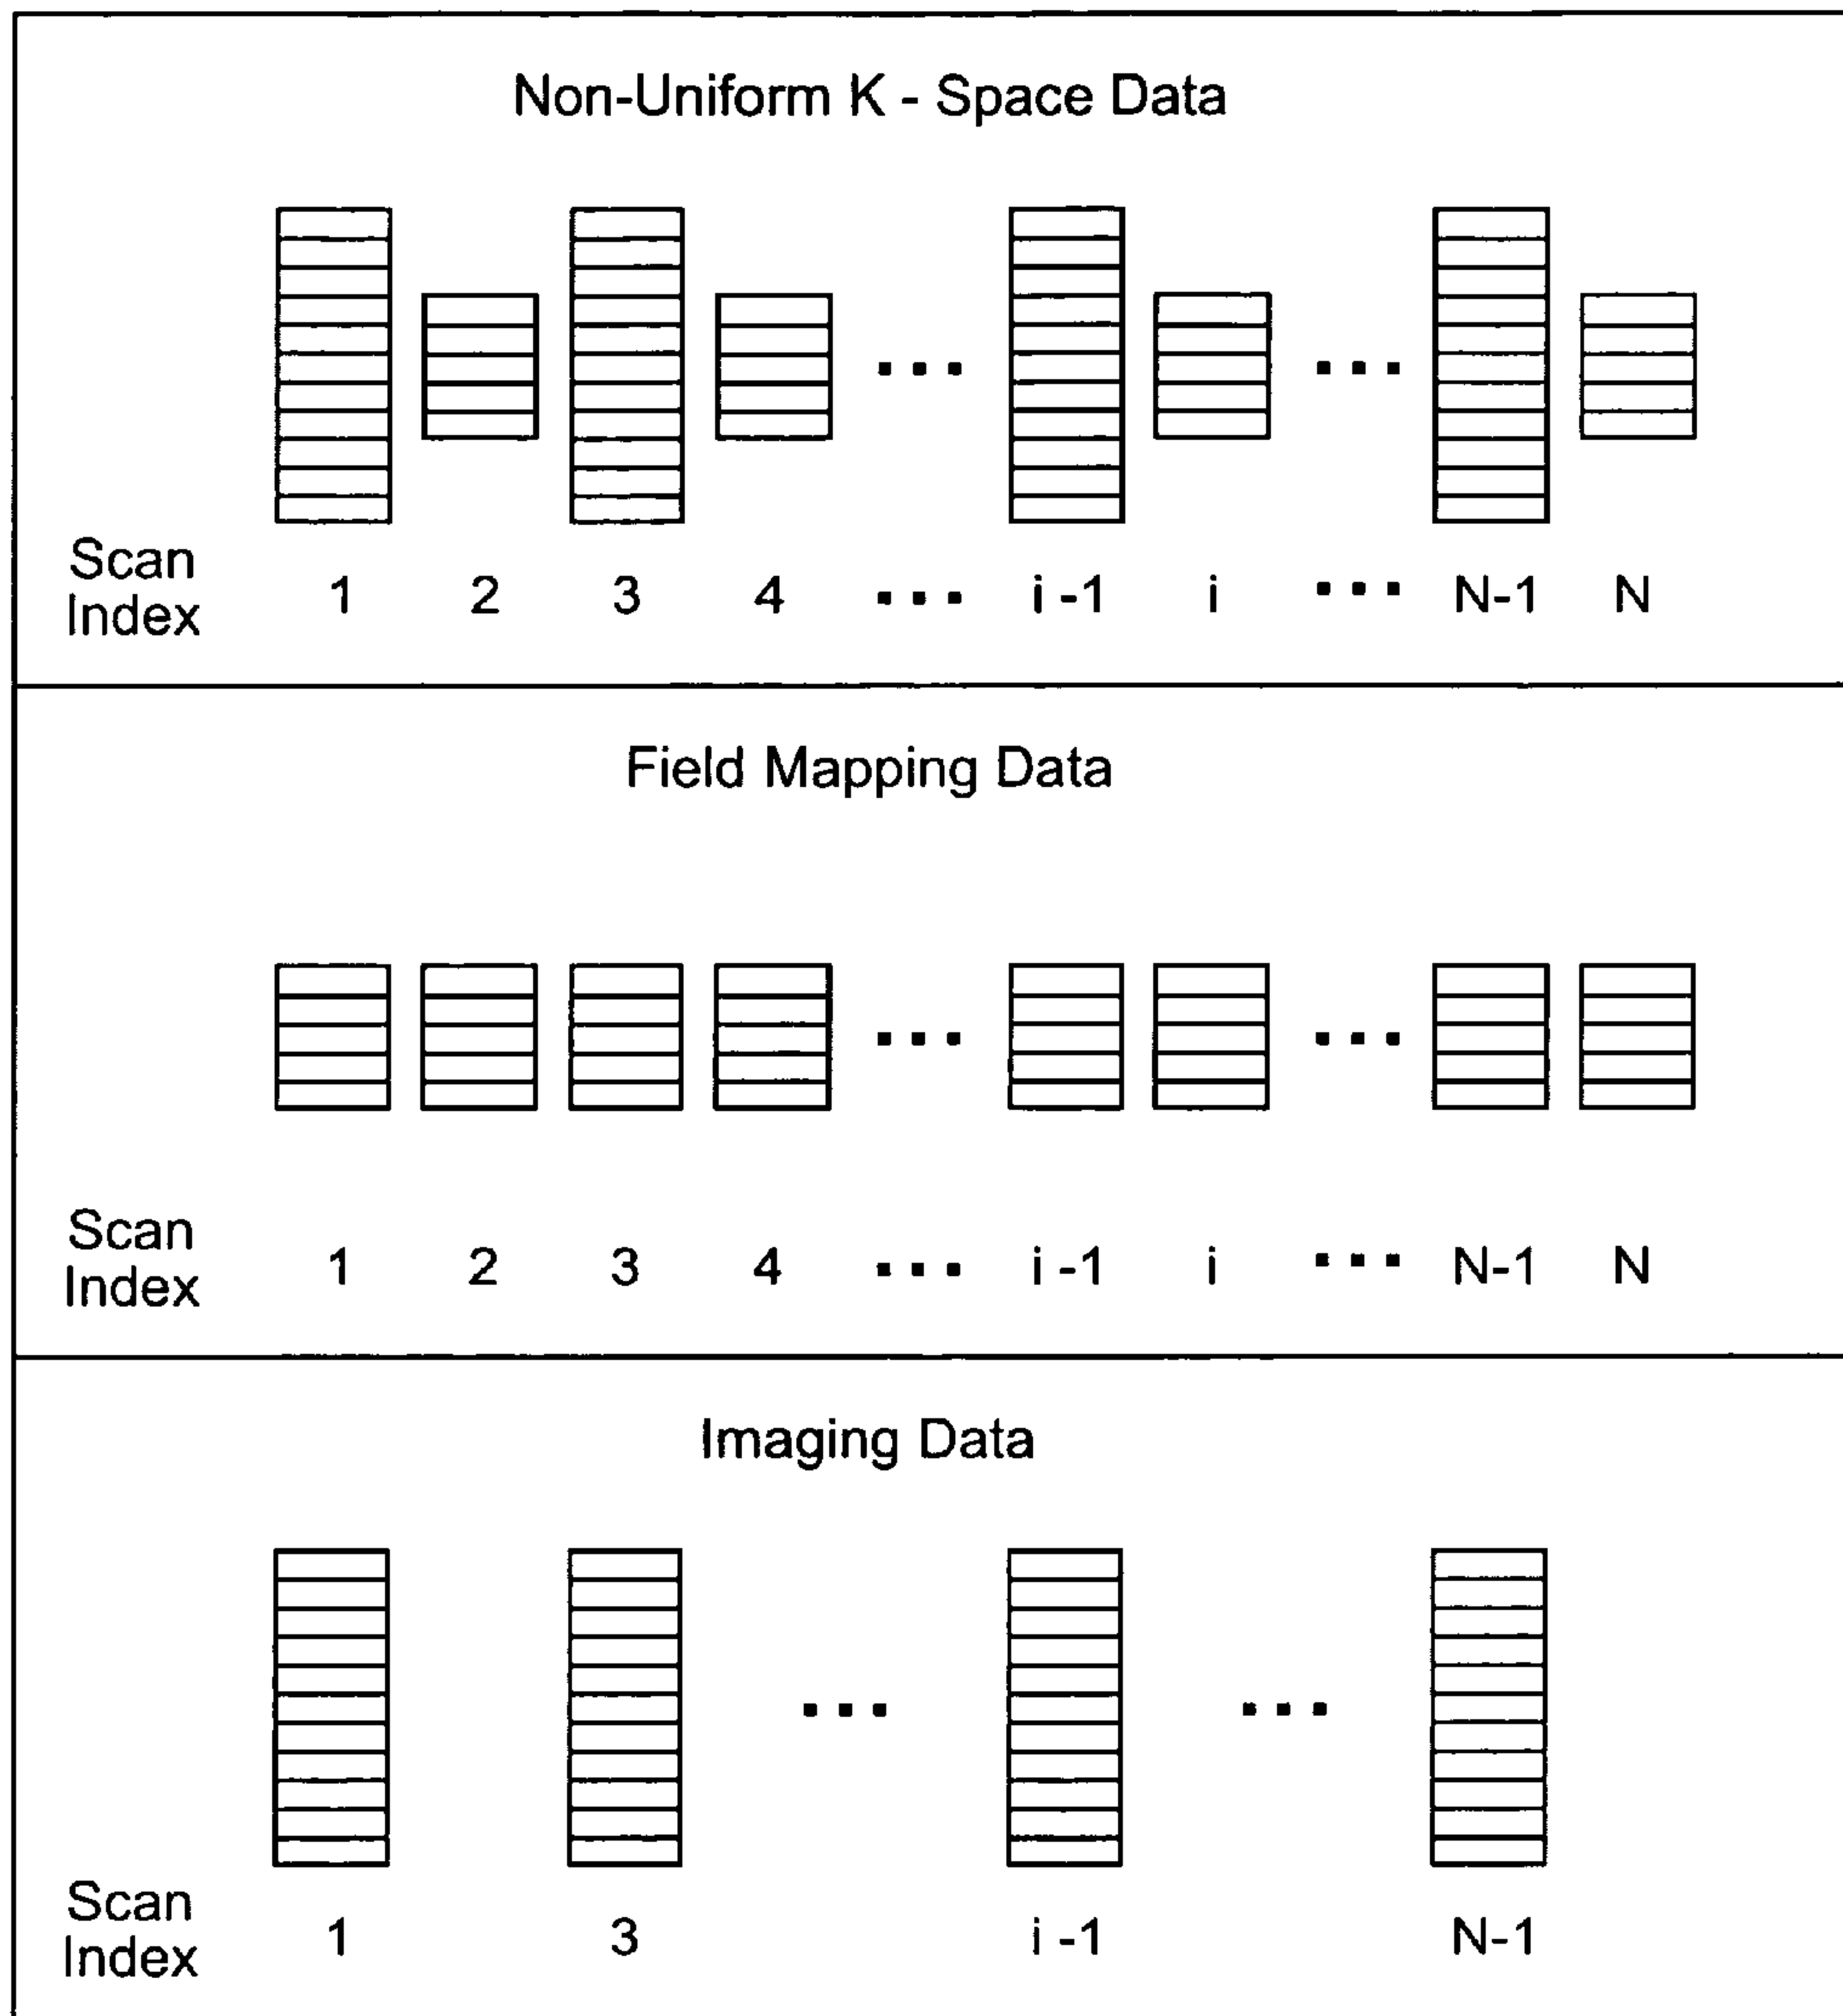 Non-Uniform K - Space Data
Scan Index 1 2 3 4 ... i -1 i ... N-1 N
Field Mapping Data
Scan Index 1 2 3 4 ... i -1 i ... N-1 N
Imaging Data
Scan Index 1 3 i -1 N-1